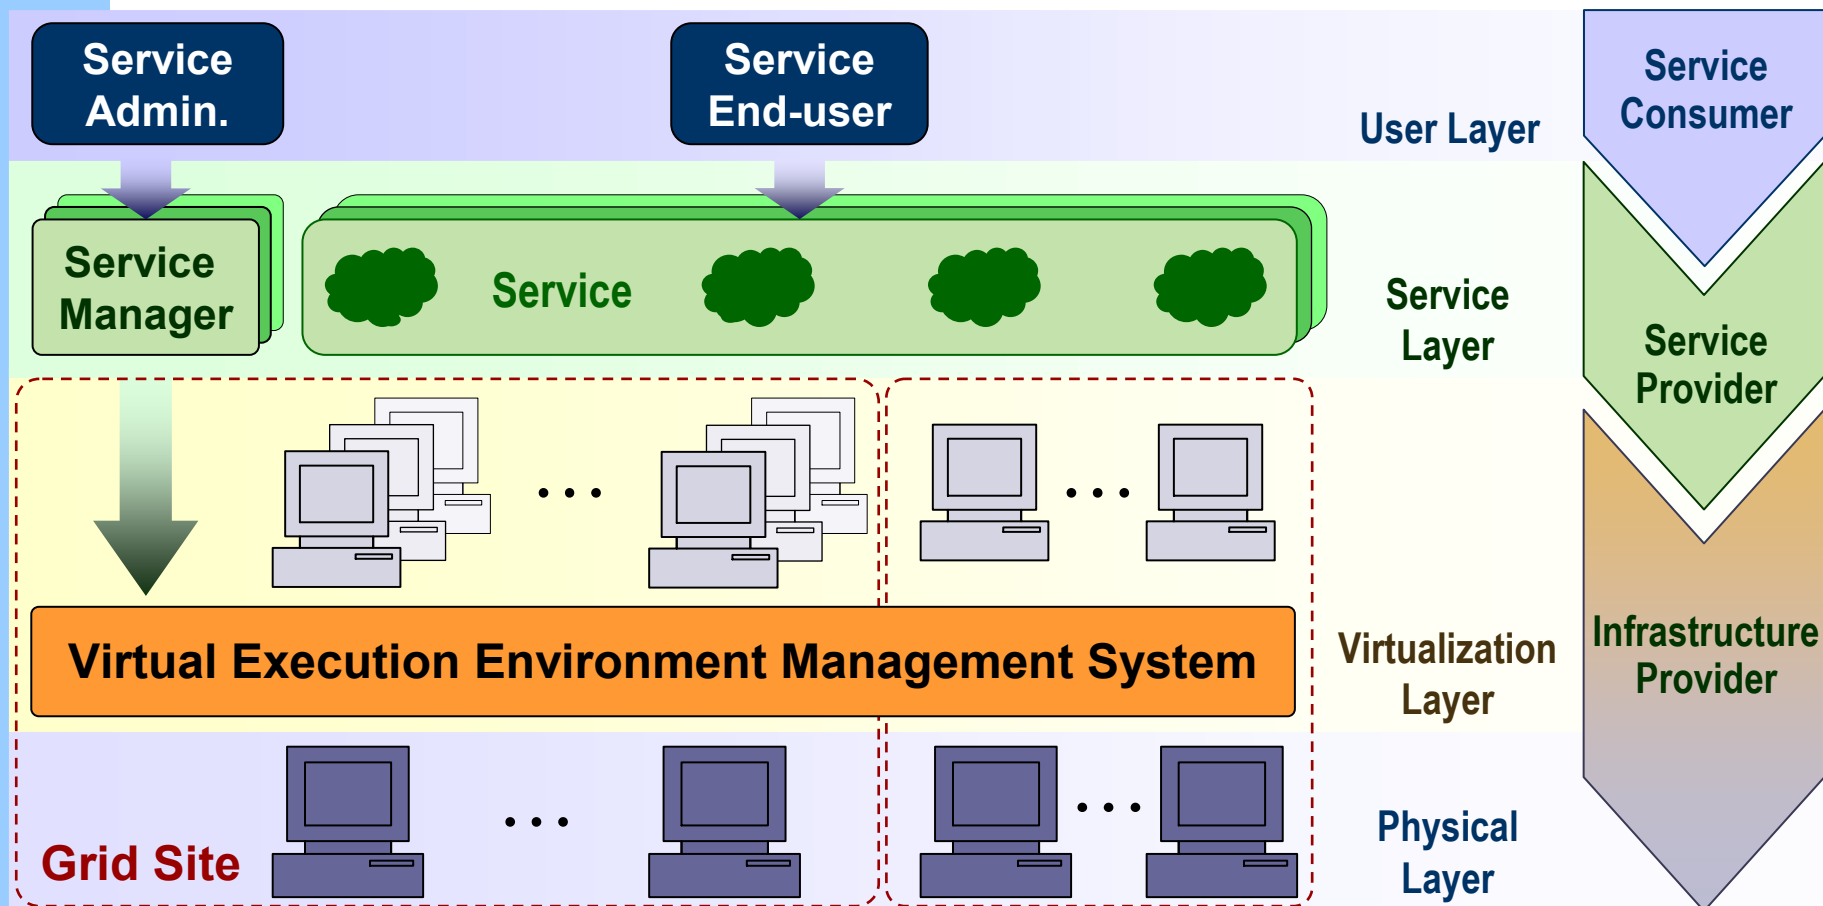 Service
Admin.
Service
End-user
User Layer
Service
Consumer
Service
Manager
Service
Service
Layer
Service
Provider
Virtual Execution Environment Management System
Virtualization
Layer
Infrastructure
Provider
Grid Site
Physical
Layer